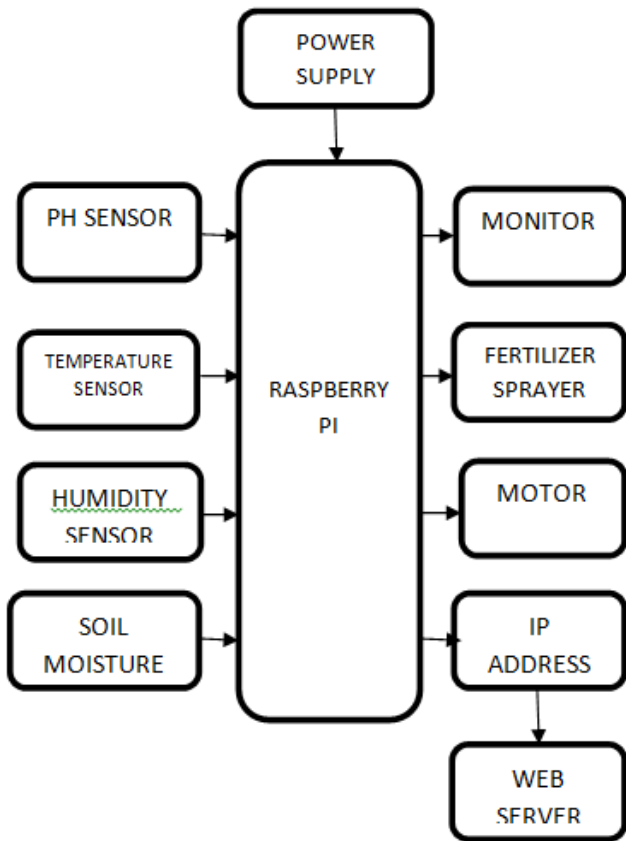 POWER
SUPPLY
PH SENSOR
MONITOR
TEMPERATURE
SENSOR
RASPBERRY
PI
FERTILIZER
SPRAYER
HUMIDITY
SENSOR
MOTOR
SOIL
MOISTURE
IP
ADDRESS
WEB
SERVER